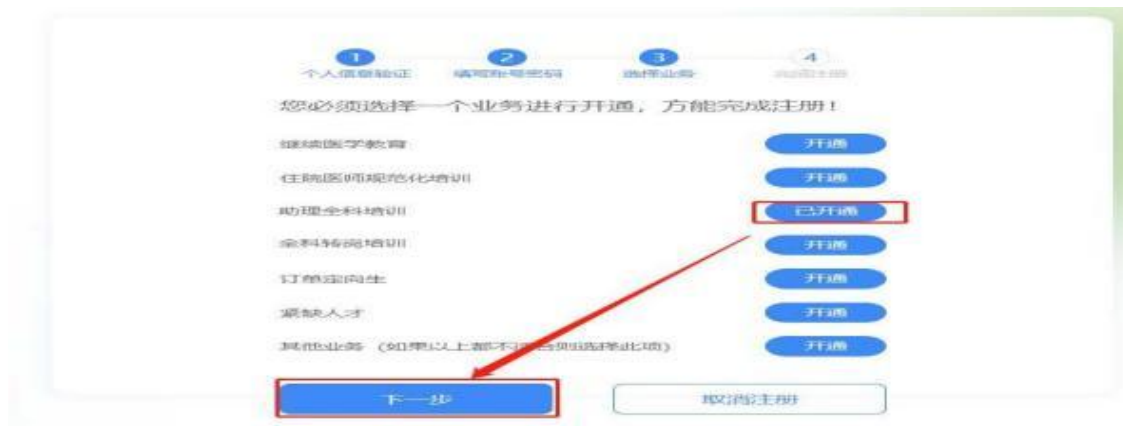 1 2 3 4
个人信息验证 填写账号密码 选择业务 完成注册
您必须选择一个业务进行开通，方能完成注册！
继续医学教育 开通
住院医师规范化培训 开通
助理全科培训 已开通
全科转岗培训 开通
订单定向生 开通
紧缺人才 开通
其他业务（如果以上都不适合则选择此项） 开通
下一步 取消注册